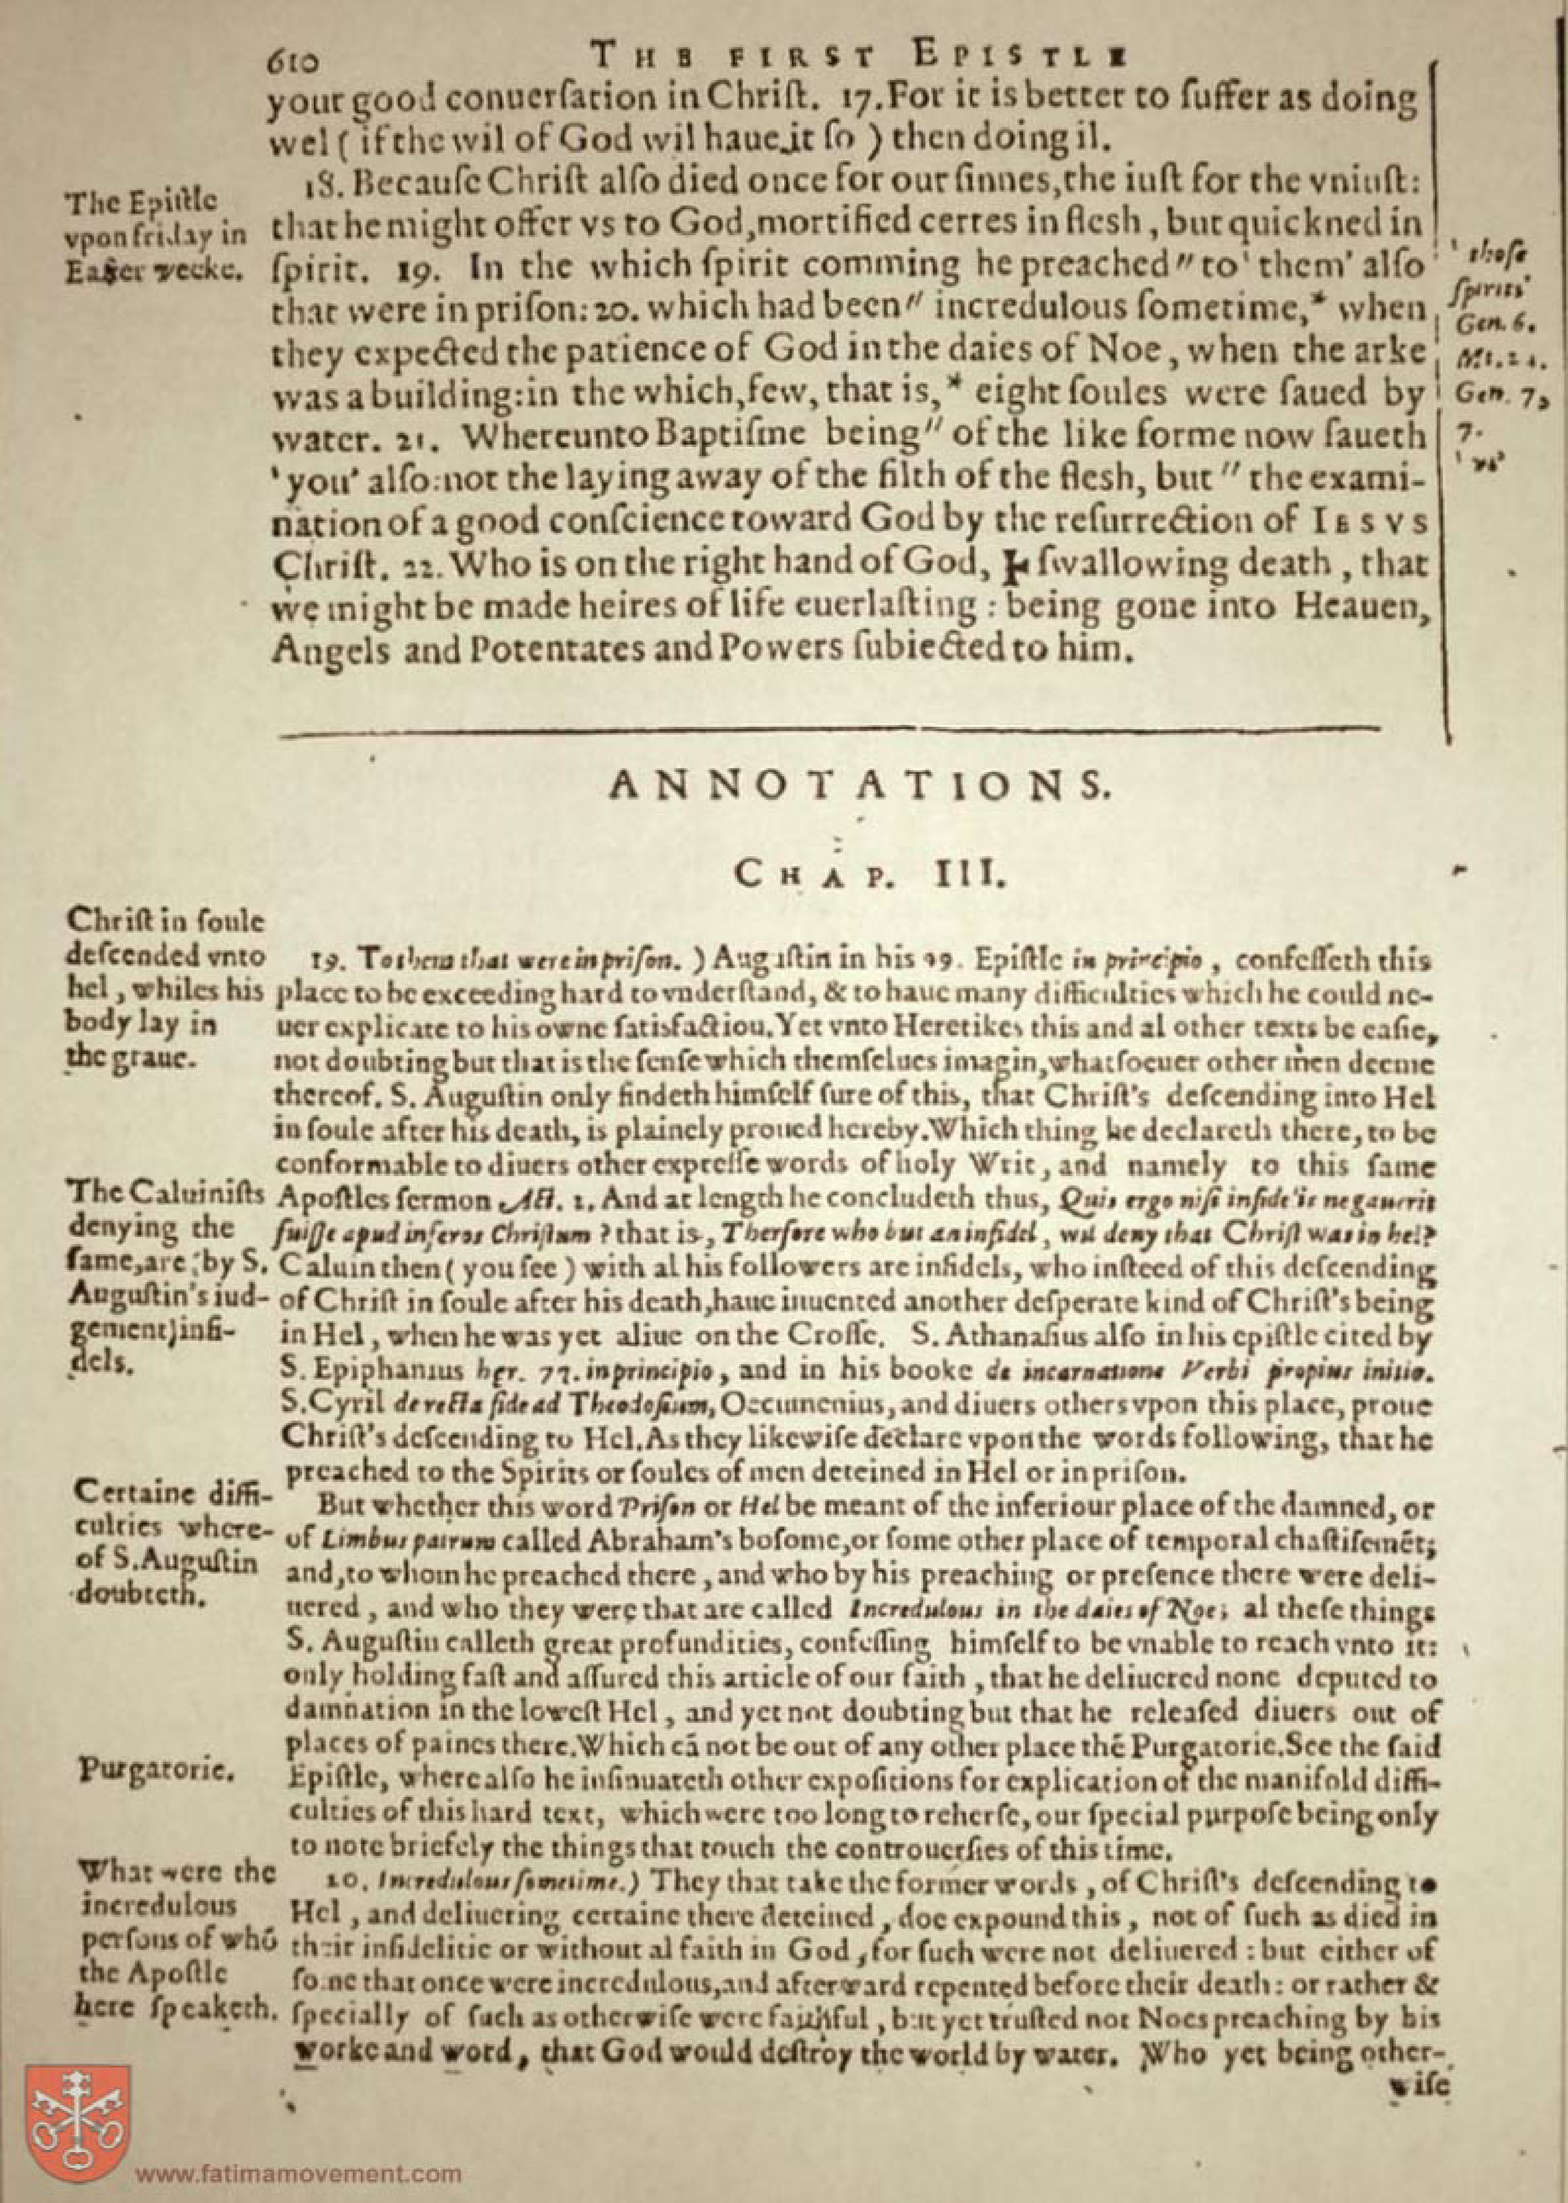 610 THE FIRST EPISTLE
your good conuerſation in Chriſt. 17. For it is better to ſuffer as doing
wel ( if the wil of God wil haue it ſo ) then doing il.
The Epiſtle
vpon friday in
Eaſter weeke.
18. Becauſe Chriſt alſo died once for our ſinnes, the iuſt for the vniuſt:
that he might offer vs to God, mortified certes in fleſh, but quickned in
ſpirit. 19. In the which ſpirit comming he preached" to 'them' alſo
that were in priſon: 20. which had been" incredulous ſometime,* when
they expected the patience of God in the daies of Noe, when the arke
was a building: in the which, few, that is,* eight ſoules were ſaued by
water. 21. Whereunto Baptiſme being" of the like forme now ſaueth
'you' alſo: not the laying away of the filth of the fleſh, but" the exami-
nation of a good conſcience toward God by the reſurrection of IESVS
Chriſt. 22. Who is on the right hand of God, ⊢ ſwallowing death, that
we might be made heires of life euerlaſting: being gone into Heauen,
Angels and Potentates and Powers ſubiected to him.
'thoſe
ſpirits'
Gen. 6.
Mt. 24.
Gen. 7,
7.
'vs'
ANNOTATIONS.
CHAP. III.
Chriſt in ſoule
deſcended vnto
hel, whiles his
body lay in
the graue.
19. To them that were in priſon. ) Auguſtin in his 99. Epiſtle in principio, confeſſeth this
place to be exceeding hard to vnderſtand, & to haue many difficulties which he could ne-
uer explicate to his owne ſatisfactiou. Yet vnto Heretikes this and al other texts be eaſie,
not doubting but that is the ſenſe which themſelues imagin, whatſoeuer other men deeme
thereof. S. Auguſtin only findeth himſelf ſure of this, that Chriſt's deſcending into Hel
in ſoule after his death, is plainely proued hereby. Which thing he declareth there, to be
conformable to diuers other expreſſe words of holy Writ, and namely to this ſame
The Caluiniſts
denying the
ſame, are (by S.
Auguſtin's iud-
gement) infi-
dels.
Apoſtles ſermon Act. 2. And at length he concludeth thus, Quis ergo niſi infidelis negauerit
fuiſſe apud inferos Chriſtum ? that is, Therfore who but an infidel, wil deny that Chriſt was in hel?
Caluin then ( you ſee ) with al his followers are infidels, who inſteed of this deſcending
of Chriſt in ſoule after his death, haue inuented another deſperate kind of Chriſt's being
in Hel, when he was yet aliue on the Croſſe. S. Athanaſius alſo in his epiſtle cited by
S. Epiphanius hęr. 77. in principio, and in his booke de incarnatione Verbi propius initio.
S. Cyril de recta fide ad Theodoſium, Oecumenius, and diuers others vpon this place, proue
Chriſt's deſcending to Hel. As they likewiſe declare vpon the words following, that he
preached to the Spirits or ſoules of men deteined in Hel or in priſon.
Certaine diffi-
culties where-
of S. Auguſtin
doubteth.
But whether this word Priſon or Hel be meant of the inferiour place of the damned, or
of Limbus patrum called Abraham's boſome, or ſome other place of temporal chaſtiſemēt;
and, to whom he preached there, and who by his preaching or preſence there were deli-
uered, and who they were that are called Incredulous in the daies of Noe; al theſe things
S. Auguſtin calleth great profundities, confeſſing himſelf to be vnable to reach vnto it:
only holding faſt and aſſured this article of our faith, that he deliuered none deputed to
damnation in the loweſt Hel, and yet not doubting but that he releaſed diuers out of
places of paines there. Which cā not be out of any other place thē Purgatorie. See the ſaid
Purgatorie.
Epiſtle, where alſo he inſinuateth other expoſitions for explication of the manifold diffi-
culties of this hard text, which were too long to reherſe, our ſpecial purpoſe being only
to note briefely the things that touch the controuerſies of this time.
What were the
incredulous
perſons of whō
the Apoſtle
here ſpeaketh.
20. Incredulous ſometime.) They that take the former words, of Chriſt's deſcending to
Hel, and deliuering certaine there deteined, doe expound this, not of ſuch as died in
their infidelitie or without al faith in God, for ſuch were not deliuered: but either of
ſome that once were incredulous, and afterward repented before their death: or rather &
ſpecially of ſuch as otherwiſe were faithful, but yet truſted not Noes preaching by his
worke and word, that God would deſtroy the world by water. Who yet being other-
wiſe
www.fatimamovement.com